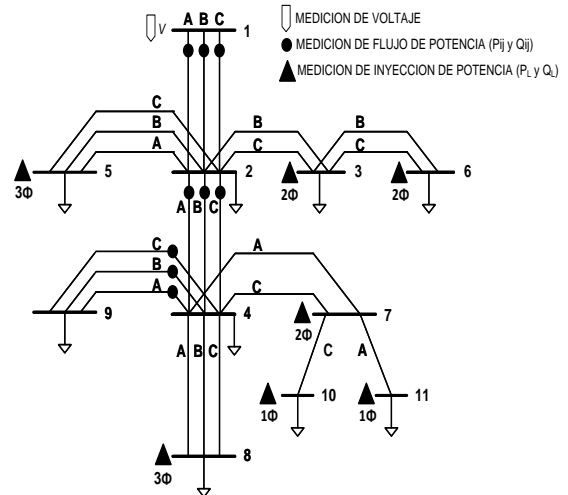 V
A B C
1
MEDICION DE VOLTAJE
MEDICION DE FLUJO DE POTENCIA (Pij y Qij)
MEDICION DE INYECCION DE POTENCIA (PL y QL)
C
B
A
B
C
B
C
3Φ
5
2
2Φ
3
2Φ
6
A B C
C
B
A
A
C
9
4
2Φ
7
A B C
C
A
1Φ
10
1Φ
11
3Φ
8